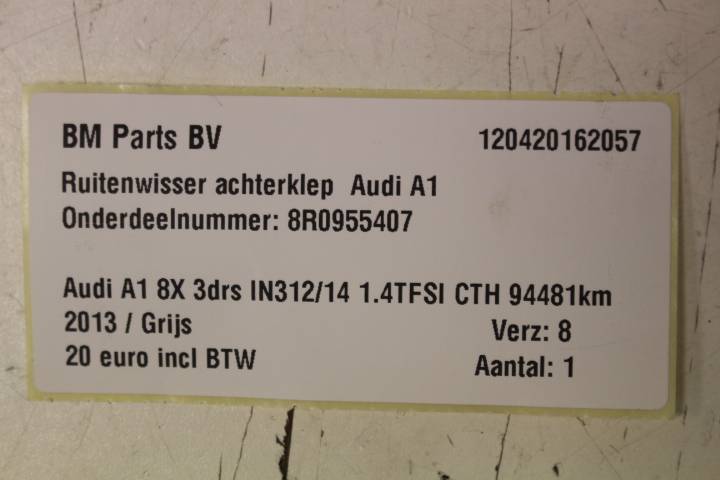 BM Parts BV 120420162057
Ruitenwisser achterklep Audi A1
Onderdeelnummer: 8R0955407
Audi A1 8X 3drs IN312/14 1.4TFSI CTH 94481km
2013 / Grijs Verz: 8
20 euro incl BTW Aantal: 1